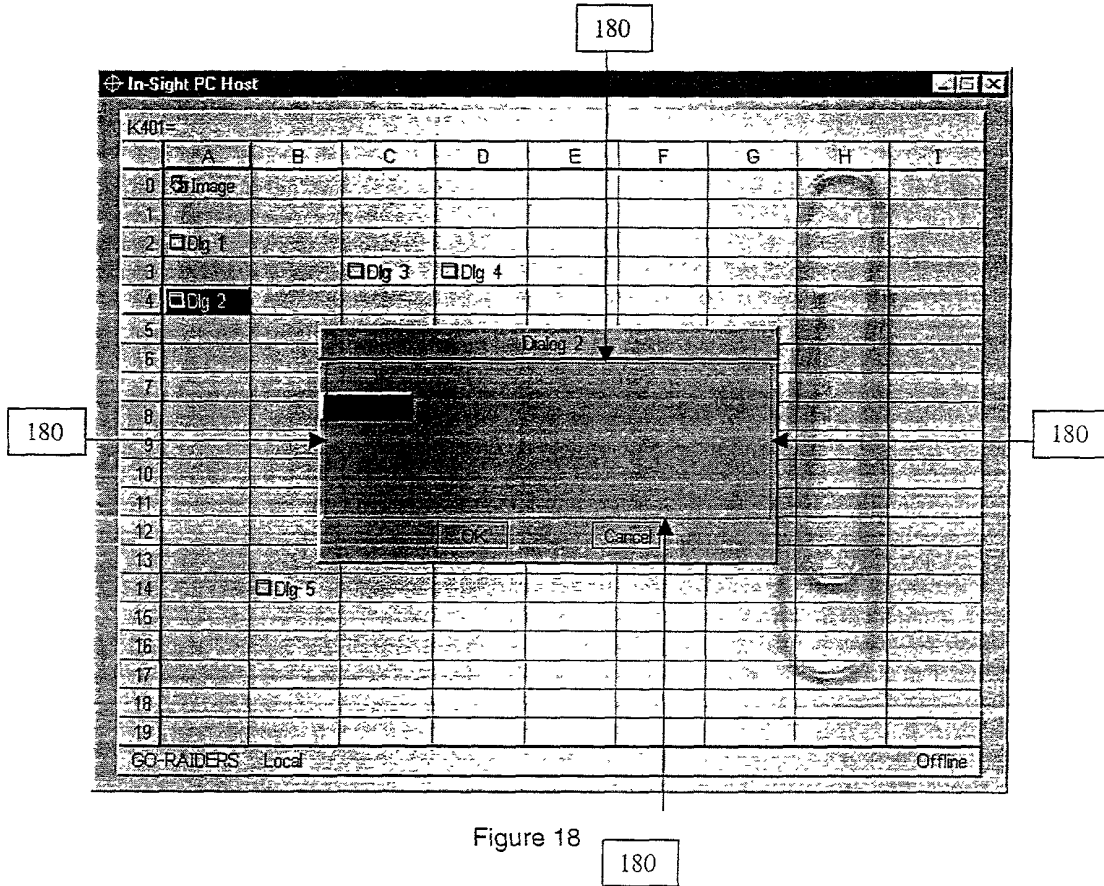 180
In-Sight PC Host
K401=
A B C D E F G H I
0 Image
1
2 Dlg 1
3 Dlg 3 Dlg 4
4 Dlg 2
5
Dialog 2
6
7
8
180 180
9
10
11
12 OK Cancel
13
14 Dlg 5
15
16
17
18
19
GO-RAIDERS Local Offline
Figure 18
180